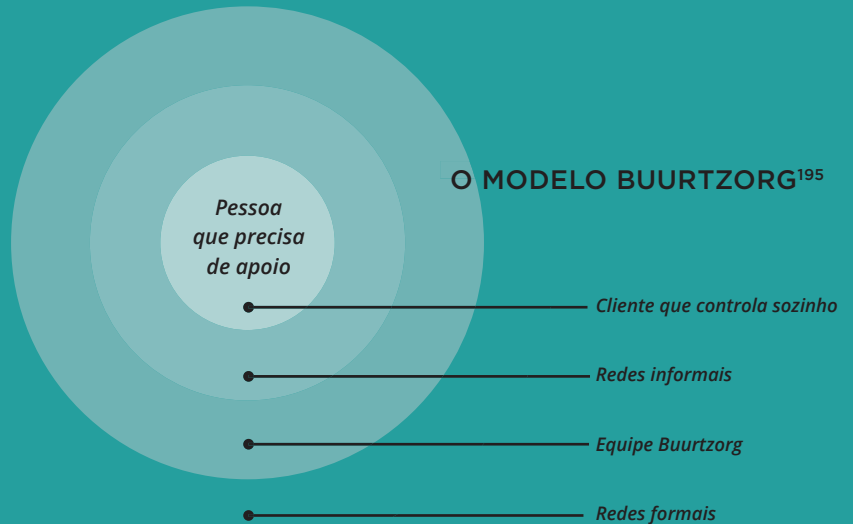 O MODELO BUURTZORG195
Pessoa
que precisa
de apoio
Cliente que controla sozinho
Redes informais
Equipe Buurtzorg
Redes formais